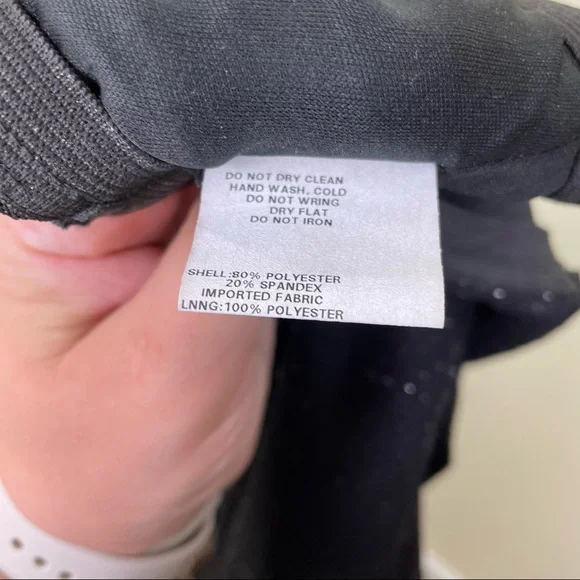 DO NOT DRY CLEAN
HAND WASH, COLD
DO NOT WRING
DRY FLAT
DO NOT IRON
SHELL:80% POLYESTER
20% SPANDEX
IMPORTED FABRIC
LNNG:100% POLYESTER